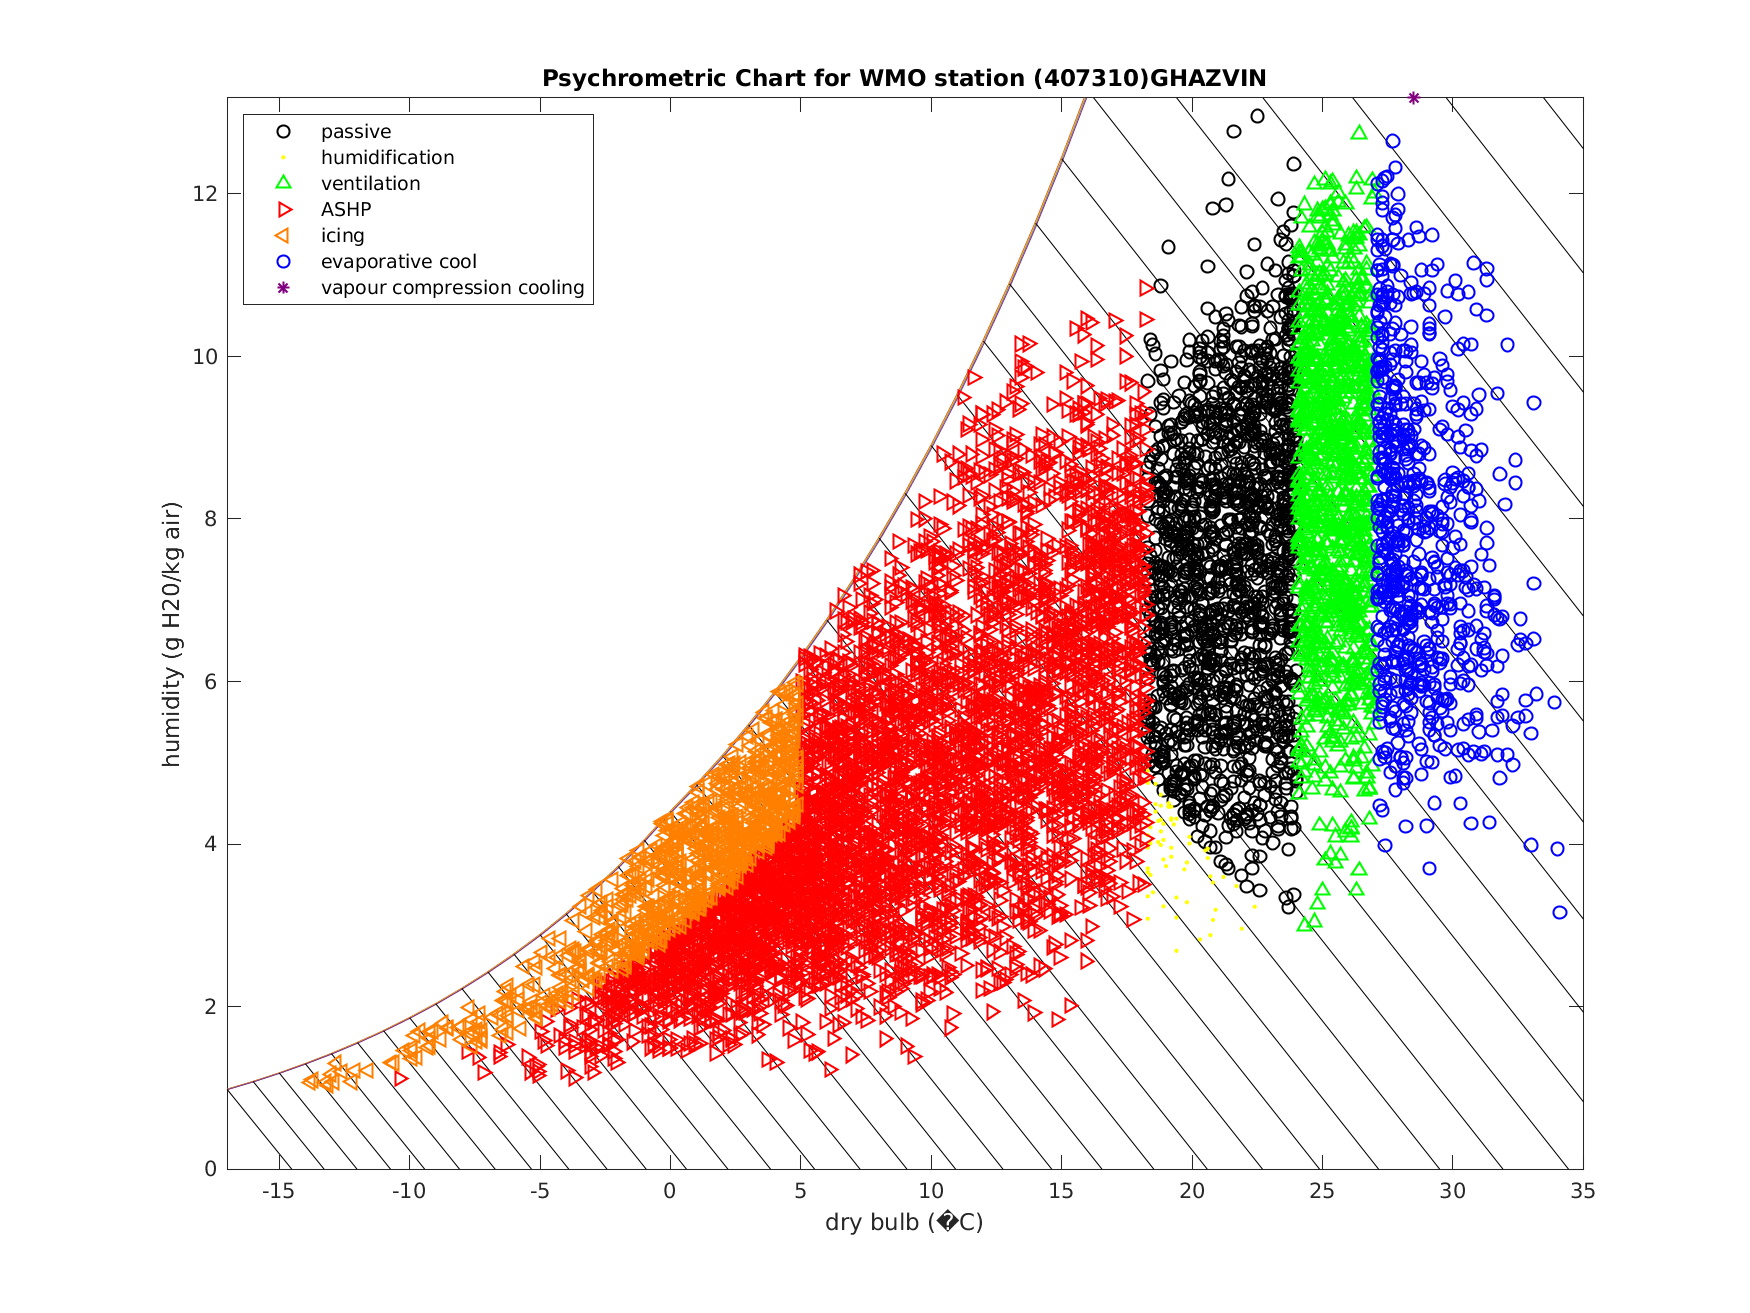 Psychrometric Chart for WMO station (407310)GHAZVIN
passive
humidification
ventilation
ASHP
icing
evaporative cool
vapour compression cooling
humidity (g H20/kg air)
12
10
8
6
4
2
0
-15 -10 -5 0 5 10 15 20 25 30 35
dry bulb (�C)